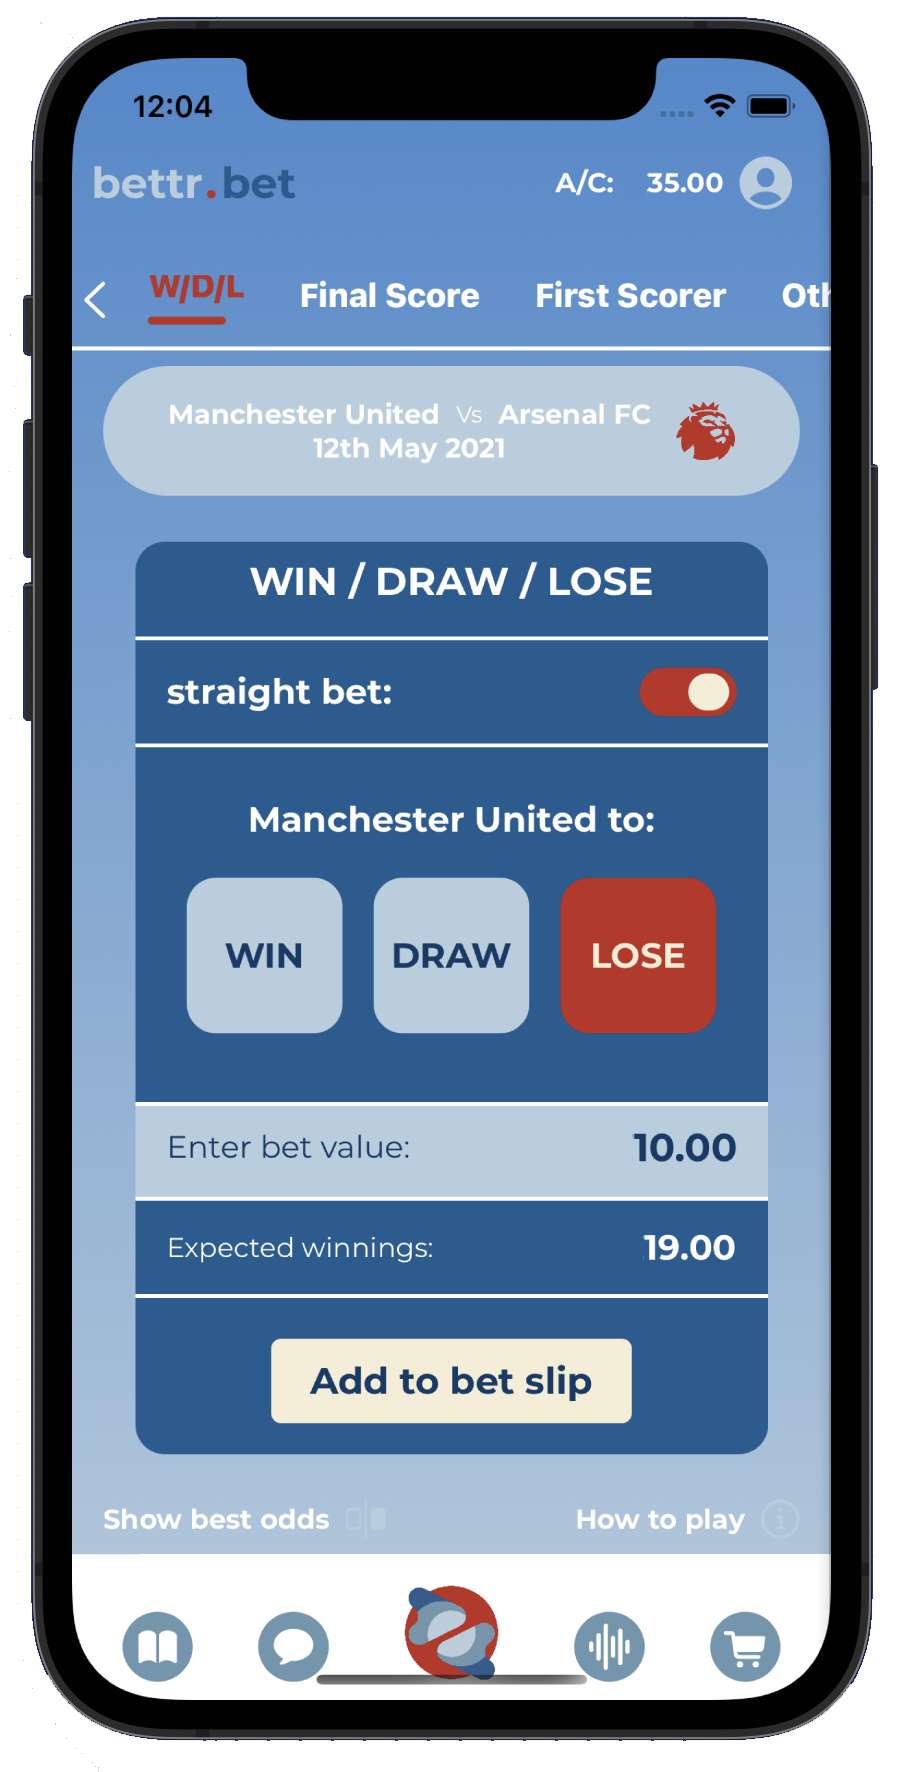 12:04
bettr.bet
A/C: 35.00
W/D/L Final Score First Scorer Oth
Manchester United Vs Arsenal FC
12th May 2021
WIN / DRAW / LOSE
straight bet:
Manchester United to:
WIN DRAW LOSE
Enter bet value: 10.00
Expected winnings: 19.00
Add to bet slip
Show best odds How to play i